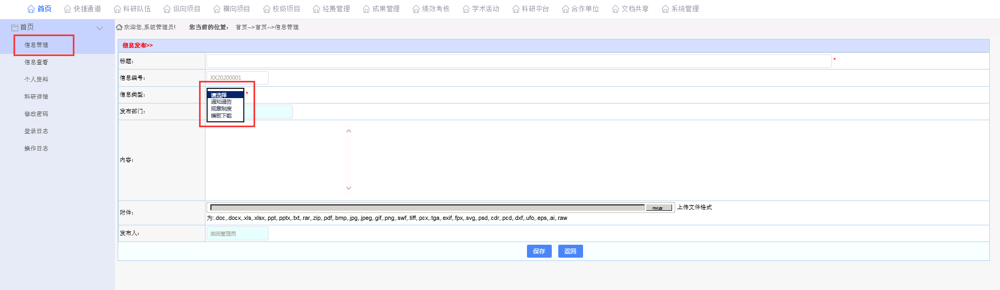 首页 快捷通道 科研队伍 纵向项目 横向项目 校级项目 经费管理 成果管理 绩效考核 学术活动 科研平台 合作单位 文档共享 系统管理
首页
信息管理
信息查看
个人资料
科研详情
修改密码
登录日志
操作日志
欢迎您,系统管理员! 您当前的位置： 首页-->首页-->信息管理
信息发布>>
标题： *
信息编号： XX20200001
信息类型： 请选择 *
通知通告
规章制度
模板下载
发布部门：
内容：
附件： 浏览 上传文件格式
为:.doc,.docx,.xls,.xlsx,.ppt,.pptx,.txt,.rar,.zip,.pdf,.bmp,.jpg,.jpeg,.gif,.png,.swf,.tiff,.pcx,.tga,.exif,.fpx,.svg,.psd,.cdr,.pcd,.dxf,.ufo,.eps,.ai,.raw
发布人： 系统管理员
保存 返回